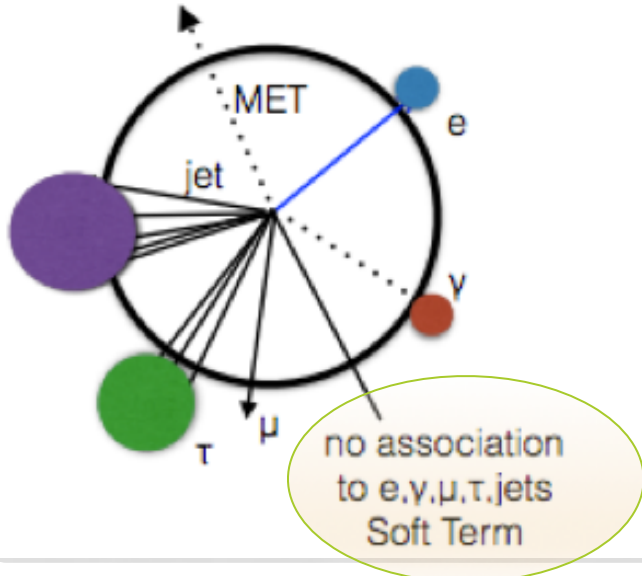 MET
e
jet
γ
μ
τ
no association
to e,γ,μ,τ,jets
Soft Term